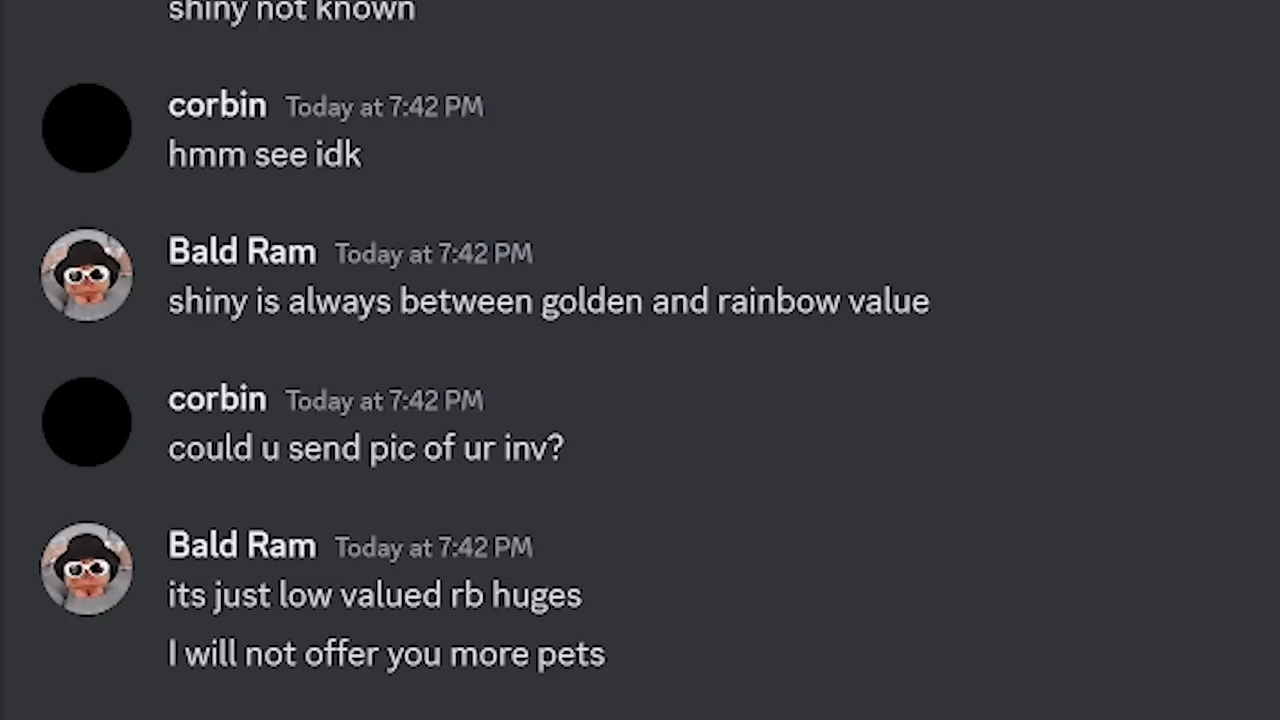 shiny not known
corbin Today at 7:42 PM
hmm see idk
Bald Ram Today at 7:42 PM
shiny is always between golden and rainbow value
corbin Today at 7:42 PM
could u send pic of ur inv?
Bald Ram Today at 7:42 PM
its just low valued rb huges
I will not offer you more pets